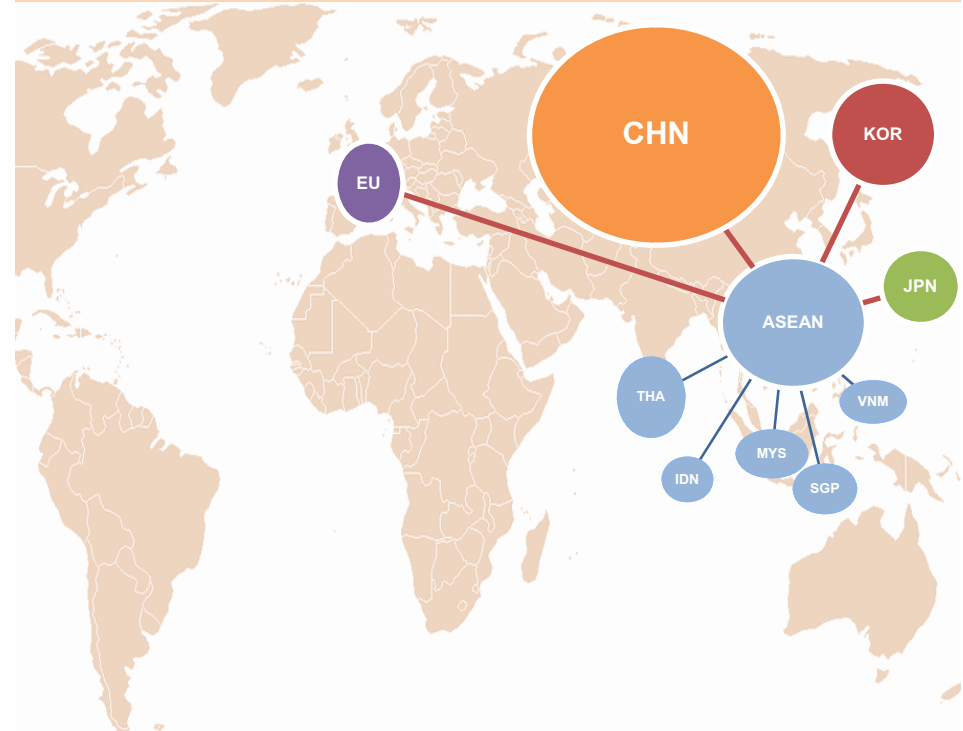 CHN
KOR
EU
JPN
ASEAN
THA
VNM
MYS
IDN
SGP